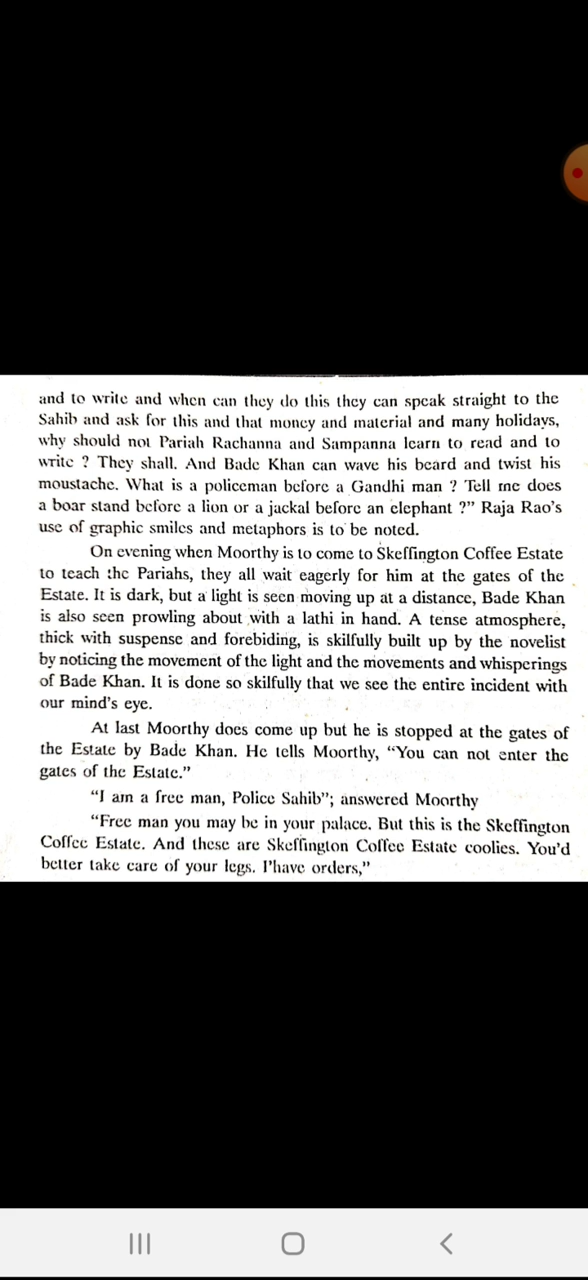 and to write and when can they do this they can speak straight to the
Sahib and ask for this and that money and material and many holidays,
why should not Pariah Rachanna and Sampanna learn to read and to
write ? They shall. And Bade Khan can wave his beard and twist his
moustache. What is a policeman before a Gandhi man ? Tell me does
a boar stand before a lion or a jackal before an elephant ?” Raja Rao's
use of graphic smiles and metaphors is to be noted.
On evening when Moorthy is to come to Skeffington Coffee Estate
to teach the Pariahs, they all wait eagerly for him at the gates of the
Estate. It is dark, but a light is seen moving up at a distance, Bade Khan
is also seen prowling about with a lathi in hand. A tense atmosphere,
thick with suspense and forebiding, is skilfully built up by the novelist
by noticing the movement of the light and the movements and whisperings
of Bade Khan. It is done so skilfully that we see the entire incident with
our mind's eye.
At last Moorthy does come up but he is stopped at the gates of
the Estate by Bade Khan. He tells Moorthy, “You can not enter the
gates of the Estate.”
“I am a free man, Police Sahib”; answered Moorthy
“Free man you may be in your palace. But this is the Skeffington
Coffee Estate. And these are Skeffington Coffee Estate coolies. You'd
better take care of your legs. I'have orders,”